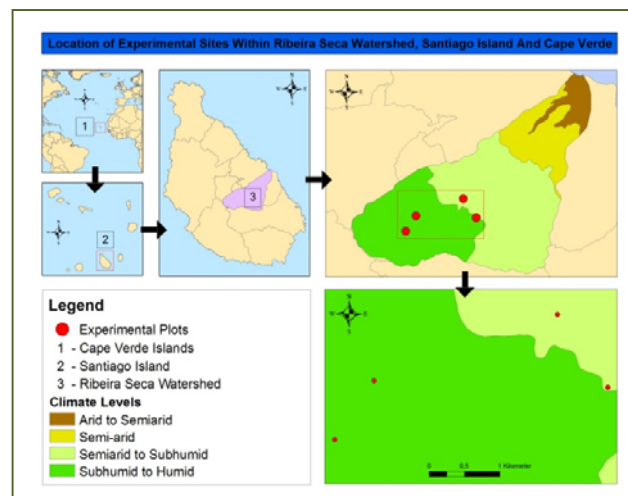 Location of Experimental Sites Within Ribeira Seca Watershed, Santiago Island And Cape Verde
1
2
3
Legend
Experimental Plots
1 - Cape Verde Islands
2 - Santiago Island
3 - Ribeira Seca Watershed
Climate Levels
Arid to Semiarid
Semi-arid
Semiarid to Subhumid
Subhumid to Humid
0 0,5 1 Kilometer